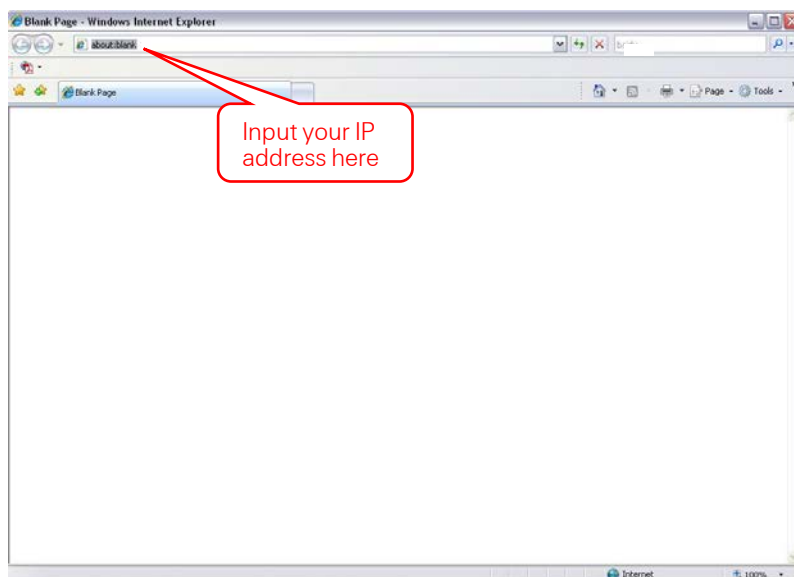 Blank Page - Windows Internet Explorer
about:blank
Blank Page
Page
Tools
Input your IP
address here
Internet
100%